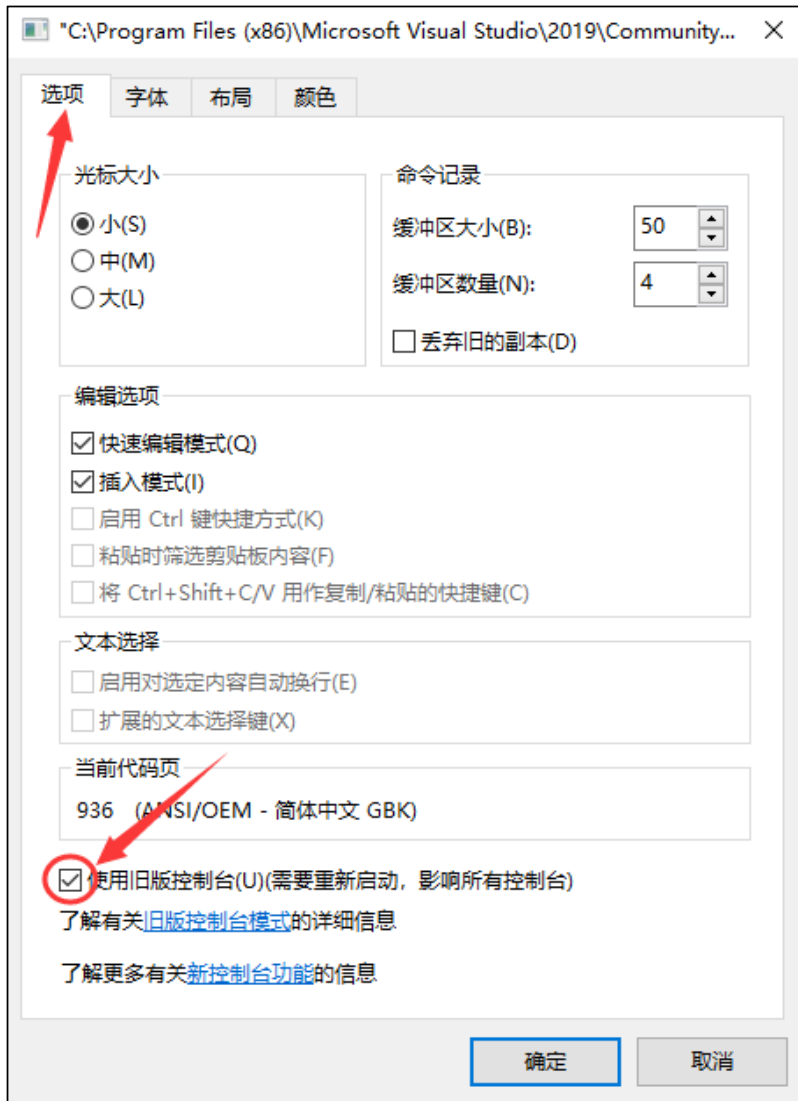 "C:\Program Files (x86)\Microsoft Visual Studio\2019\Community...
选项 字体 布局 颜色
光标大小
小(S)
中(M)
大(L)
命令记录
缓冲区大小(B): 50
缓冲区数量(N): 4
丢弃旧的副本(D)
编辑选项
快速编辑模式(Q)
插入模式(I)
启用 Ctrl 键快捷方式(K)
粘贴时筛选剪贴板内容(F)
将 Ctrl+Shift+C/V 用作复制/粘贴的快捷键(C)
文本选择
启用对选定内容自动换行(E)
扩展的文本选择键(X)
当前代码页
936 (ANSI/OEM - 简体中文 GBK)
使用旧版控制台(U)(需要重新启动，影响所有控制台)
了解有关旧版控制台模式的详细信息
了解更多有关新控制台功能的信息
确定 取消